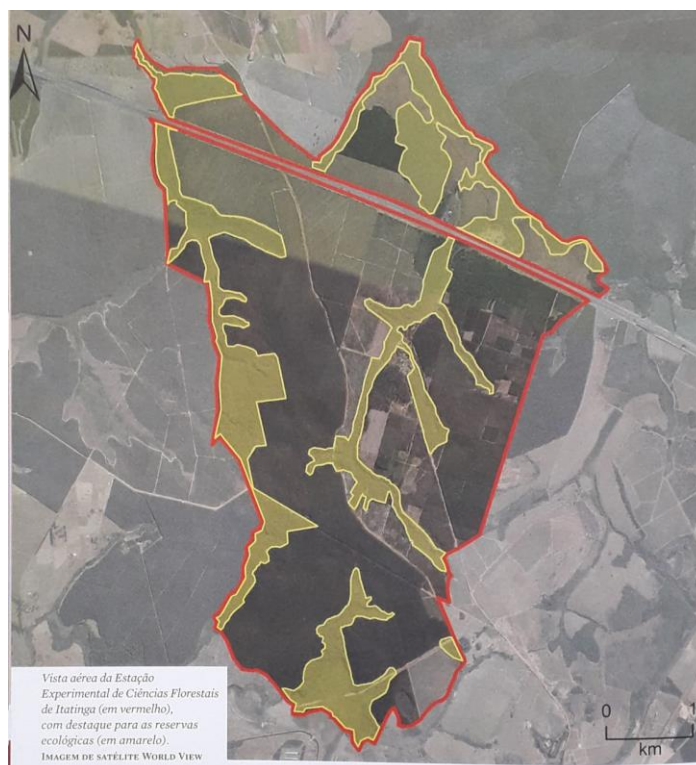 N
0 1
km
Vista aérea da Estação
Experimental de Ciências Florestais
de Itatinga (em vermelho),
com destaque para as reservas
ecológicas (em amarelo).
IMAGEM DE SATÉLITE WORLD VIEW